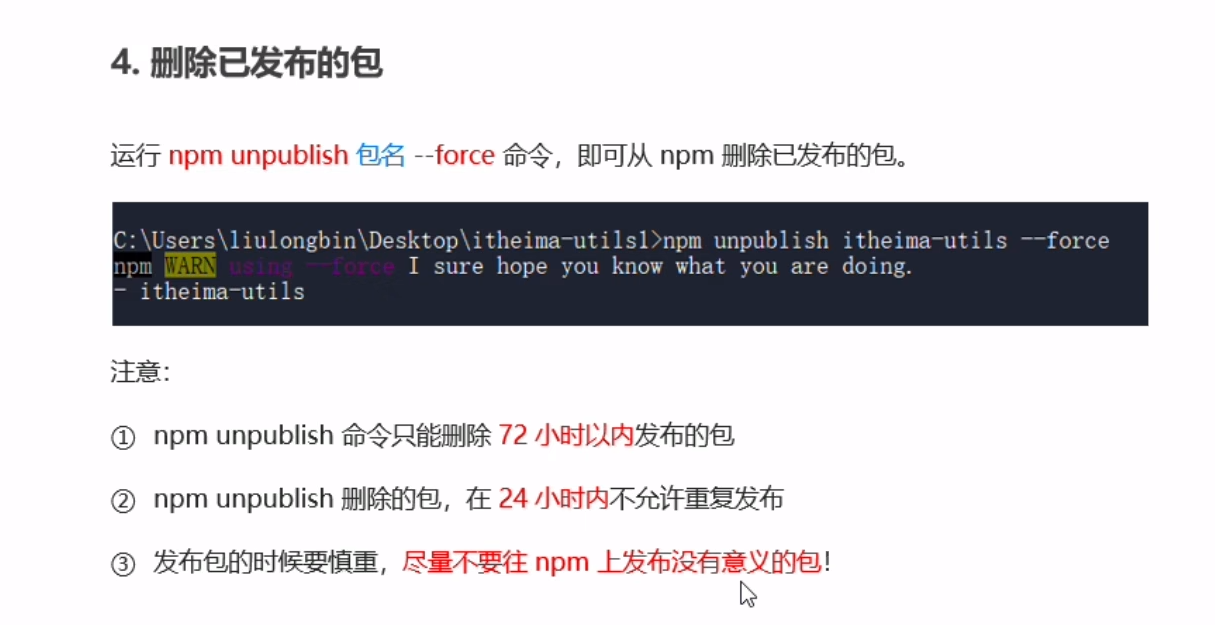 4. 删除已发布的包
运行 npm unpublish 包名 --force 命令，即可从 npm 删除已发布的包。
C:\Users\liulongbin\Desktop\itheima-utils1>npm unpublish itheima-utils --force
npm WARN using --force I sure hope you know what you are doing.
- itheima-utils
注意：
① npm unpublish 命令只能删除 72 小时以内发布的包
② npm unpublish 删除的包，在 24 小时内不允许重复发布
③ 发布包的时候要慎重，尽量不要往 npm 上发布没有意义的包！